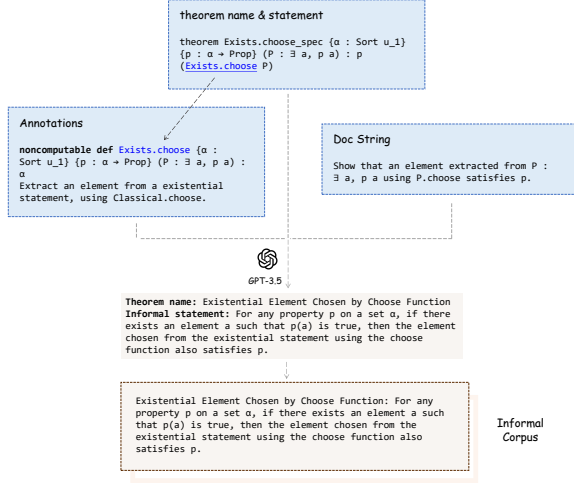 theorem name & statement
theorem Exists.choose_spec {α : Sort u_1}
{p : α → Prop} (P : ∃ a, p a) : p
(Exists.choose P)
Annotations
noncomputable def Exists.choose {α :
Sort u_1} {p : α → Prop} (P : ∃ a, p a) :
α
Extract an element from a existential
statement, using Classical.choose.
Doc String
Show that an element extracted from P :
∃ a, p a using P.choose satisfies p.
GPT-3.5
Theorem name: Existential Element Chosen by Choose Function
Informal statement: For any property p on a set α, if there
exists an element a such that p(a) is true, then the element
chosen from the existential statement using the choose
function also satisfies p.
Existential Element Chosen by Choose Function: For any
property p on a set α, if there exists an element a such
that p(a) is true, then the element chosen from the
existential statement using the choose function also
satisfies p.
Informal
Corpus